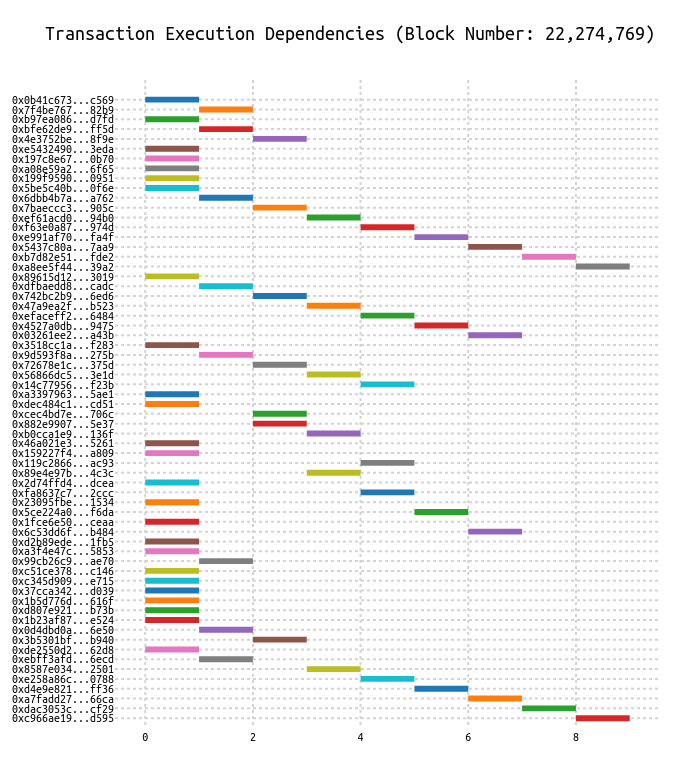 Transaction Execution Dependencies (Block Number: 22,274,769)
0x0b41c673...c569
0x7f4be767...82b9
0xb97ea086...d7fd
0xbfe62de9...ff5d
0x4e3752be...8f9e
0xe5432490...3eda
0x197c8e67...0b70
0xa08e59a2...6f65
0x199f9590...0951
0x5be5c40b...0f6e
0x6dbb4b7a...a762
0x7baeccc3...905c
0xef61acd0...94b0
0xf63e0a87...974d
0xe991af70...fa4f
0x5437c80a...7aa9
0xb7d82e51...fde2
0xa8ee5f44...39a2
0x89615d12...3019
0xdfbaedd8...cadc
0x742bc2b9...6ed6
0x47a9ea2f...b523
0xefaceff2...6484
0x4527a0db...9475
0x03261ee2...a43b
0x3518cc1a...f283
0x9d593f8a...275b
0x72678e1c...375d
0x56866dc5...3e1d
0x14c77956...f23b
0xa3397963...5ae1
0xdec484c1...cd51
0xcec4bd7e...706c
0x882e9907...5e37
0xb0cca1e9...136f
0x46a021e3...5261
0x159227f4...a809
0x119c2866...ac93
0x89e4e97b...4c3c
0x2d74ffd4...dcea
0xfa8637c7...2ccc
0x23095fbe...1534
0x5ce224a0...f6da
0x1fce6e50...ceaa
0x6c53dd6f...b484
0xd2b89ede...1fb5
0xa3f4e47c...5853
0x99cb26c9...ae70
0xc51ce378...c146
0xc345d909...e715
0x37cca342...d039
0x1b5d776d...616f
0xd807e921...b73b
0x1b23af87...e524
0x0d4dbd0a...6e50
0x3b5301bf...b940
0xde2550d2...62d8
0xebff3afd...6ecd
0x8587e034...2501
0xe258a86c...0788
0xd4e9e821...ff36
0xa7fadd27...66ca
0xdac3053c...cf29
0xc966ae19...d595
0 2 4 6 8